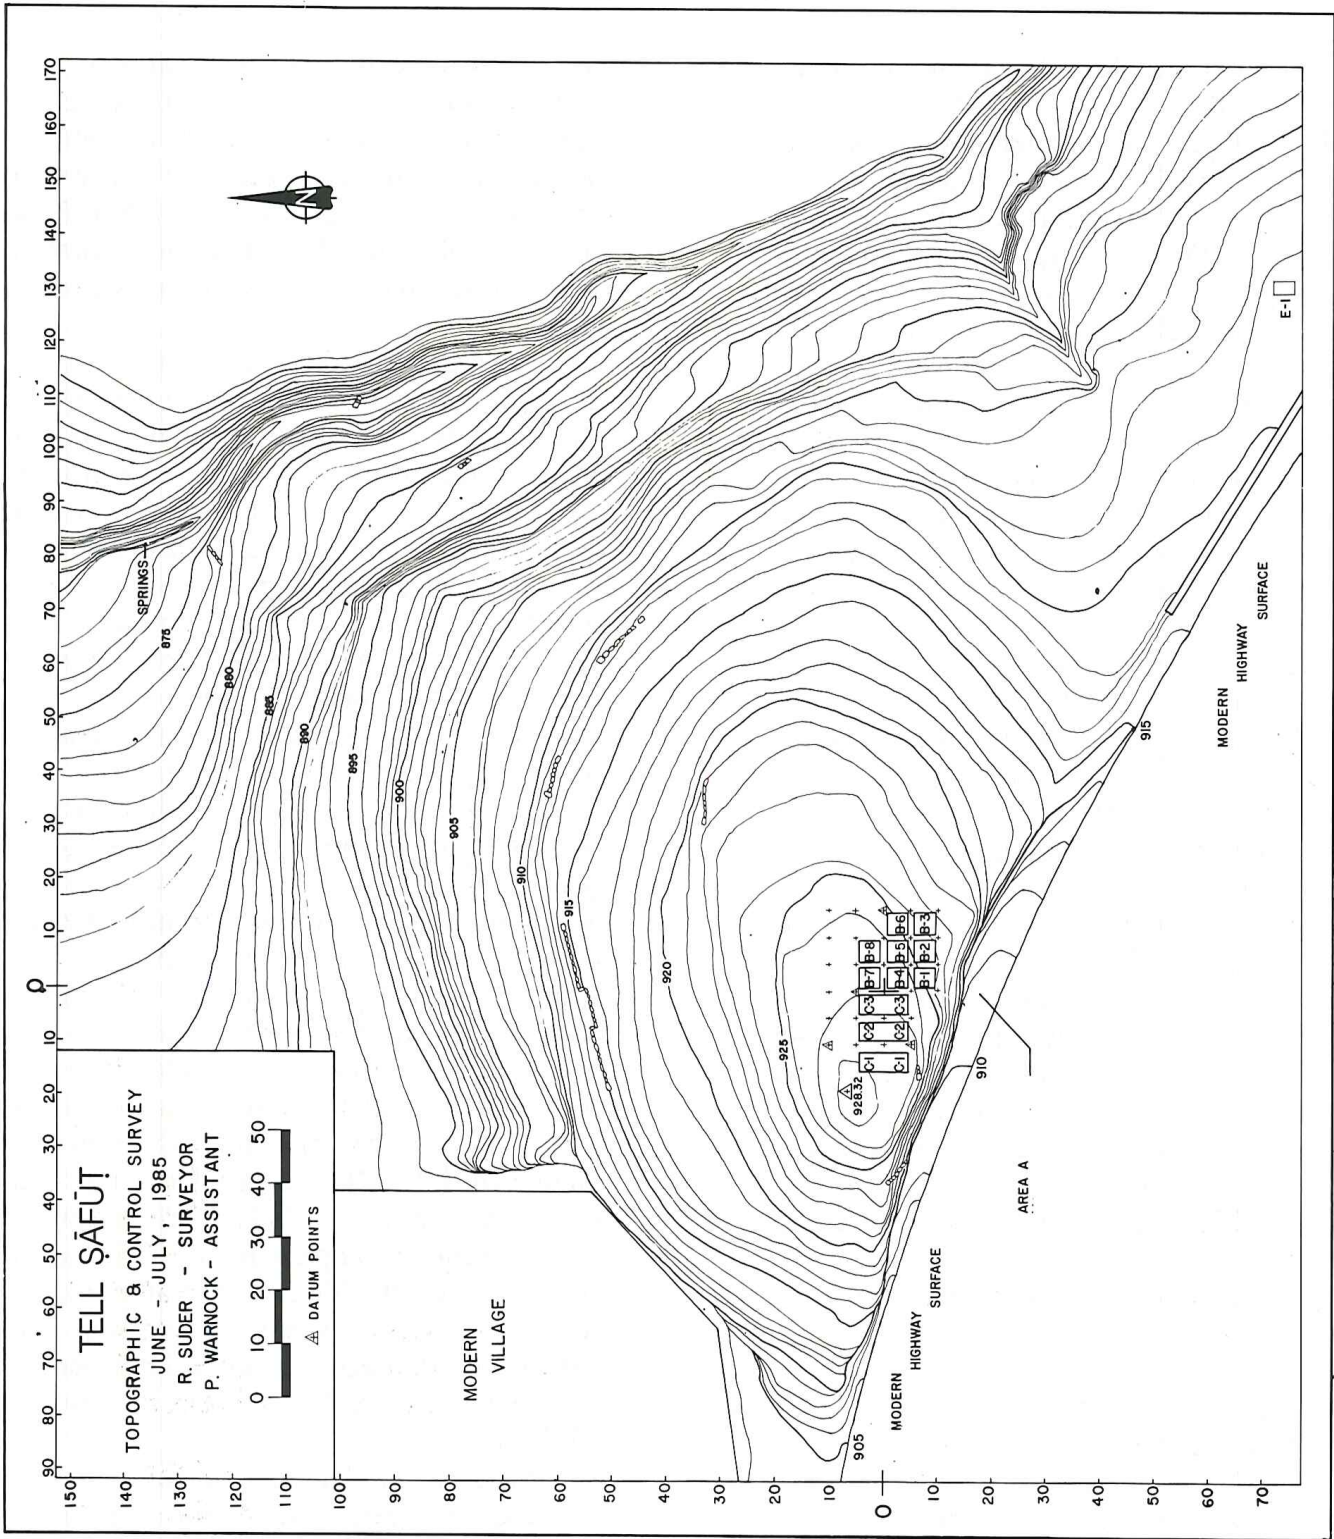 TELL ṢĀFŪṬ
TOPOGRAPHIC & CONTROL SURVEY
JUNE - JULY, 1985
R. SUDER - SURVEYOR
P. WARNOCK - ASSISTANT
0 10 20 30 40 50
DATUM POINTS
90 80 70 60 50 40 30 20 10 0 10 20 30 40 50 60 70 80 90 100 110 120 130 140 150 160 170
150
140
130
120
110
100
90
80
70
60
50
40
30
20
10
0
10
20
30
40
50
60
70
N
SPRINGS
875
880
885
890
895
900
905
910
915
920
925
928.32
C-1 C-2 C-3 B-7 B-8
C-1 C-2 C-3 B-4 B-5 B-6
B-1 B-2 B-3
E-1
MODERN
VILLAGE
905
MODERN
HIGHWAY
SURFACE
AREA A
910
915
MODERN
HIGHWAY
SURFACE